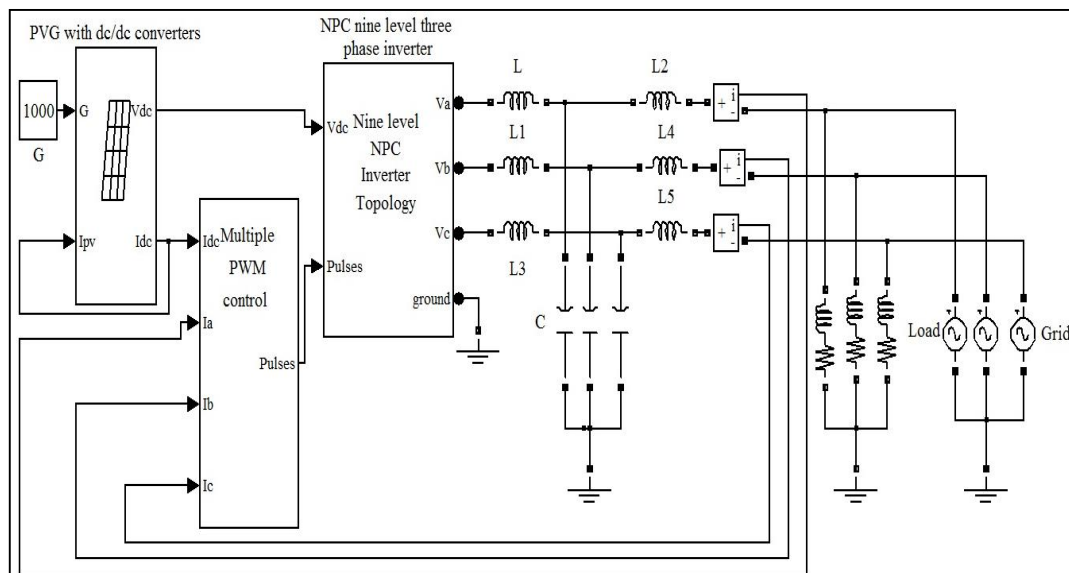 PVG with dc/dc converters
NPC nine level three
phase inverter
1000
G
G
Vdc
Ipv
Idc
Idc
Multiple
PWM
control
Ia
Ib
Ic
Pulses
Vdc
Nine level
NPC
Inverter
Topology
Pulses
Va
Vb
Vc
ground
L
L2
L1
L4
L5
L3
C
+ i
-
+ i
-
+ i
-
Load
Grid